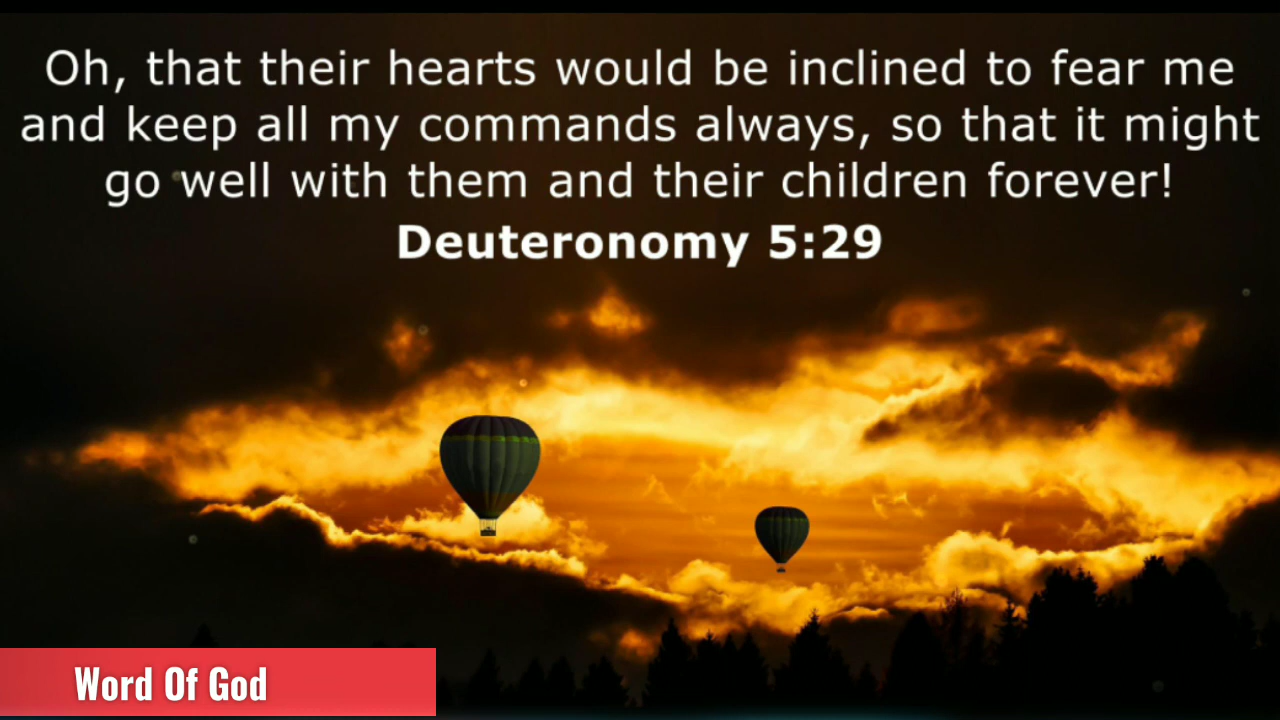 Oh, that their hearts would be inclined to fear me
and keep all my commands always, so that it might
go well with them and their children forever!
Deuteronomy 5:29
Word Of God